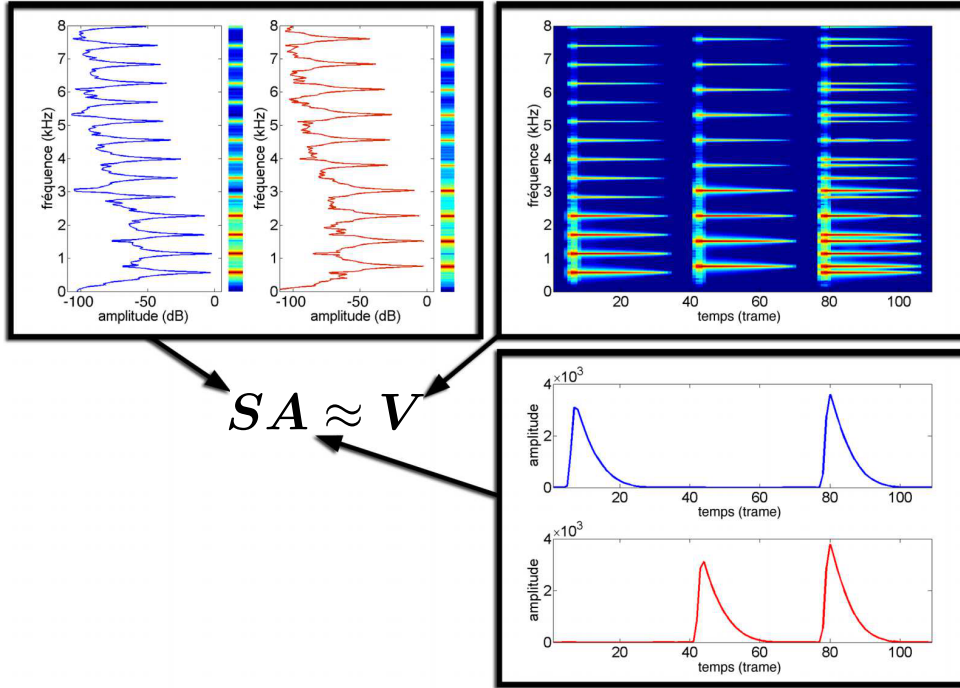 8
7
6
5
4
3
2
1
0
fréquence (kHz)
-100 -50 0
amplitude (dB)
8
7
6
5
4
3
2
1
0
fréquence (kHz)
-100 -50 0
amplitude (dB)
8
7
6
5
4
3
2
1
0
fréquence (kHz)
20 40 60 80 100
temps (trame)
SA ≈ V
4 ×10³
2
0
amplitude
20 40 60 80 100
temps (trame)
4 ×10³
2
0
amplitude
20 40 60 80 100
temps (trame)